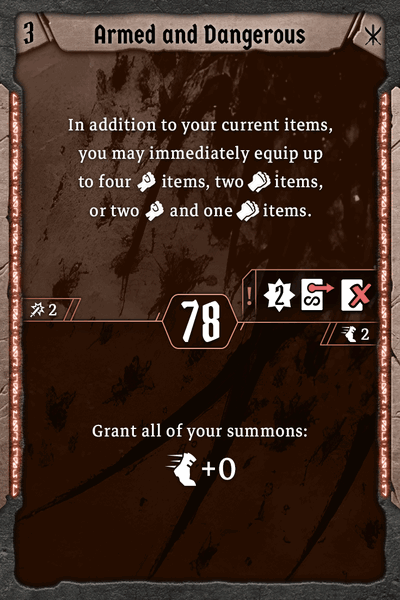 3 Armed and Dangerous
In addition to your current items,
you may immediately equip up
to four items, two items,
or two and one items.
! 2
2
78
2
Grant all of your summons:
+0